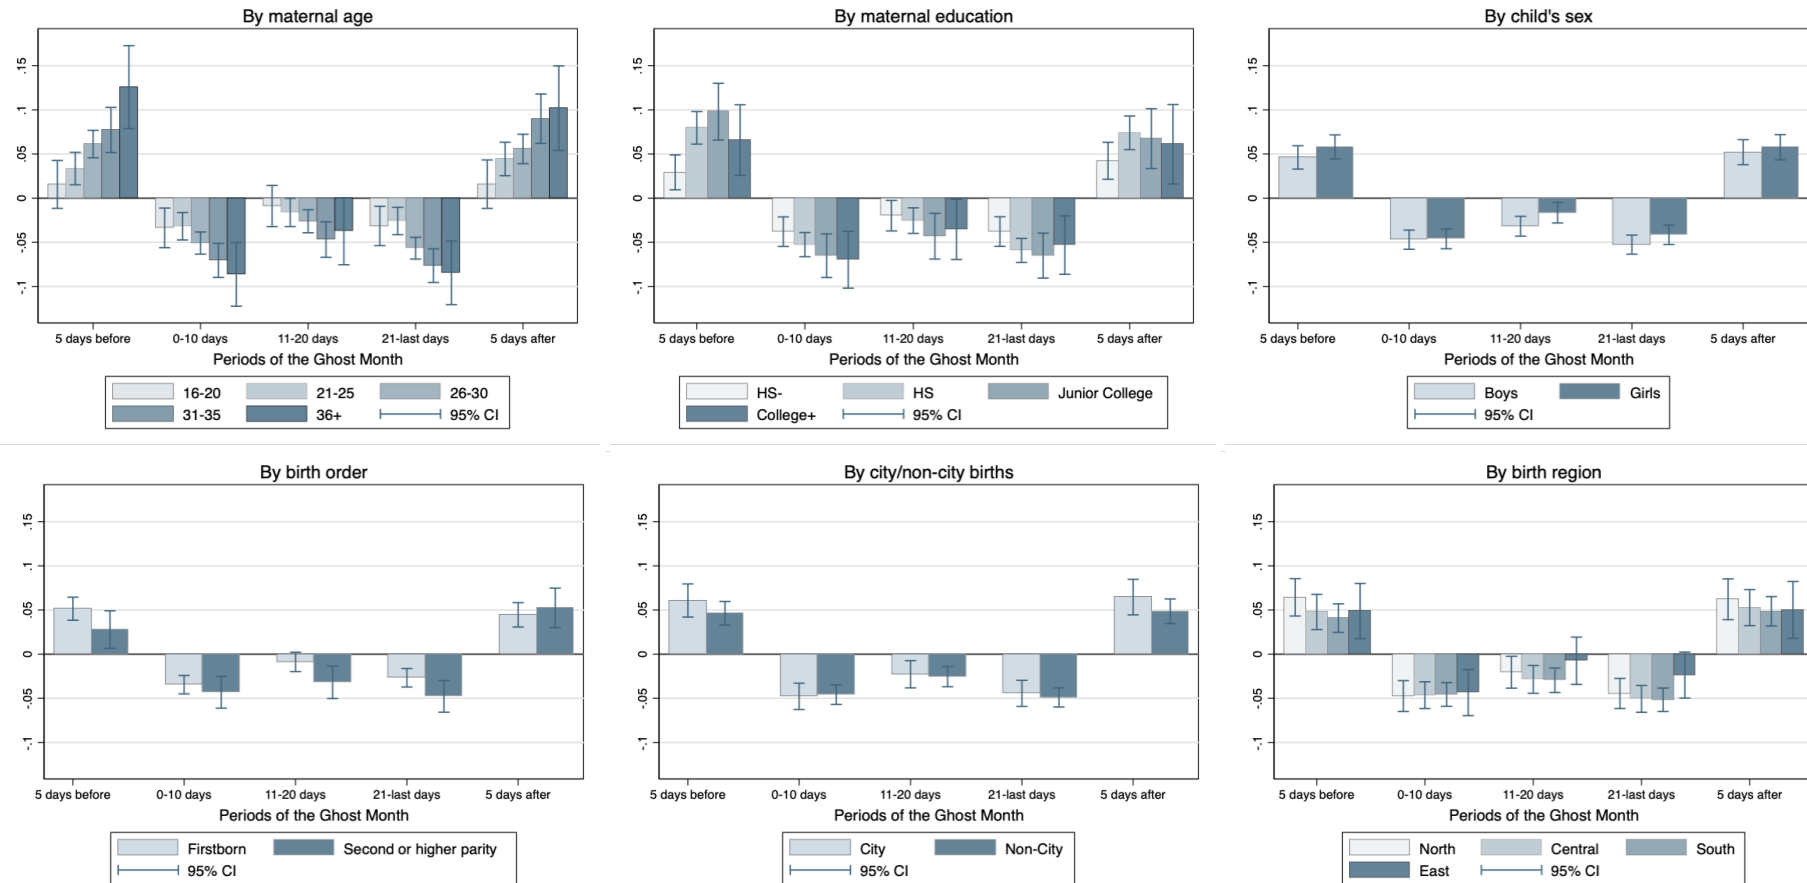 By maternal age
.15
.1
.05
0
-.05
-.1
5 days before 0-10 days 11-20 days 21-last days 5 days after
Periods of the Ghost Month
16-20 21-25 26-30
31-35 36+ 95% CI
By maternal education
.15
.1
.05
0
-.05
-.1
5 days before 0-10 days 11-20 days 21-last days 5 days after
Periods of the Ghost Month
HS- HS Junior College
College+ 95% CI
By child's sex
.15
.1
.05
0
-.05
-.1
5 days before 0-10 days 11-20 days 21-last days 5 days after
Periods of the Ghost Month
Boys Girls
95% CI
By birth order
.15
.1
.05
0
-.05
-.1
5 days before 0-10 days 11-20 days 21-last days 5 days after
Periods of the Ghost Month
Firstborn Second or higher parity
95% CI
By city/non-city births
.15
.1
.05
0
-.05
-.1
5 days before 0-10 days 11-20 days 21-last days 5 days after
Periods of the Ghost Month
City Non-City
95% CI
By birth region
.15
.1
.05
0
-.05
-.1
5 days before 0-10 days 11-20 days 21-last days 5 days after
Periods of the Ghost Month
North Central South
East 95% CI